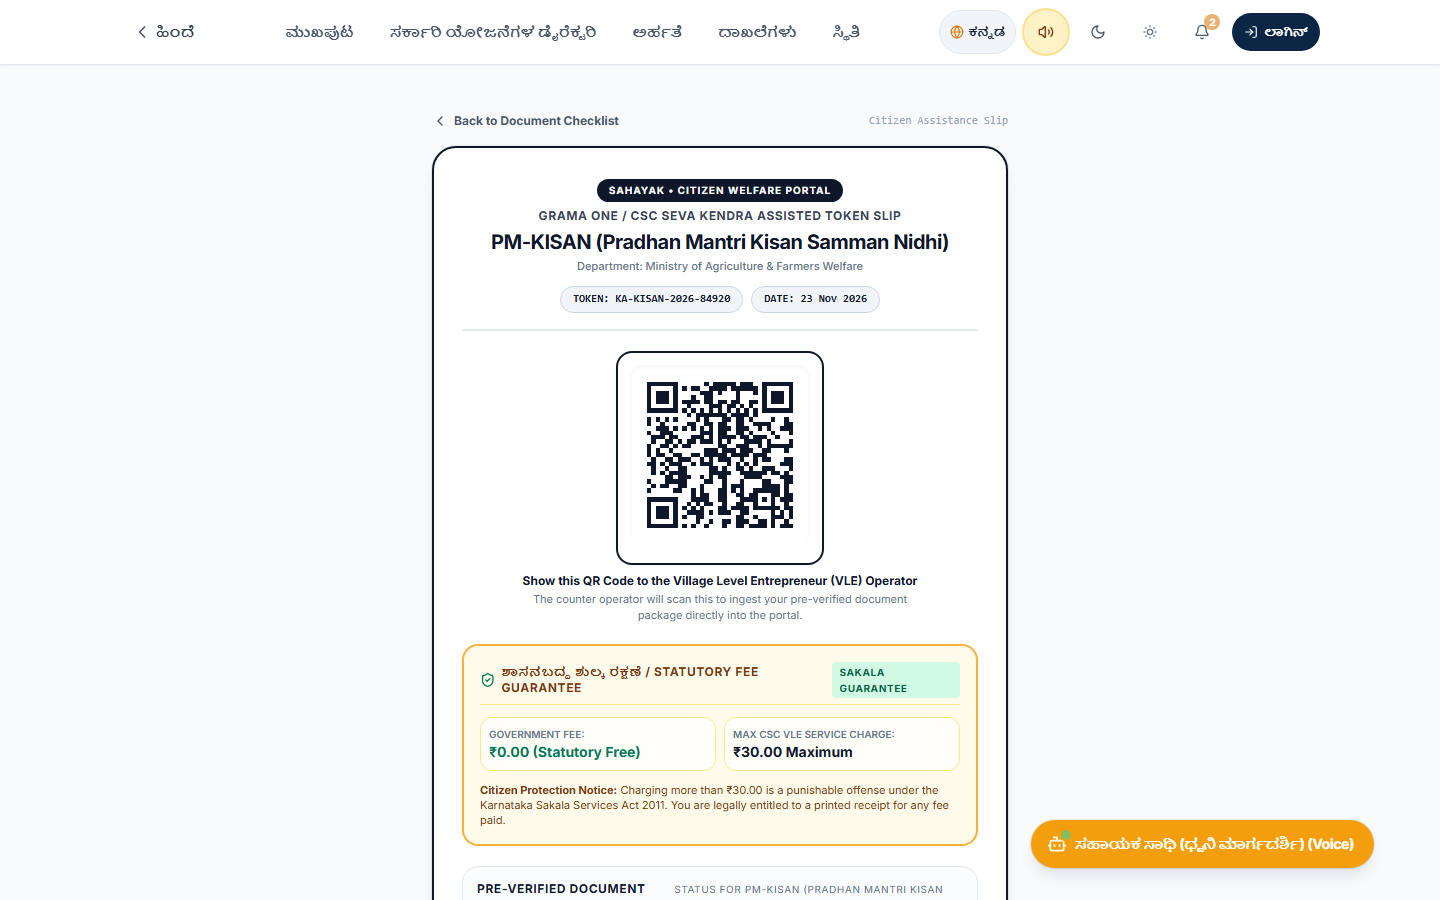 ಹಿಂದೆ
ಮುಖಪುಟ
ಸರ್ಕಾರಿ ಯೋಜನೆಗಳ ಡೈರೆಕ್ಟರಿ
ಅರ್ಹತೆ
ದಾಖಲೆಗಳು
ಸ್ಥಿತಿ
ಕನ್ನಡ
2
ಲಾಗಿನ್
Back to Document Checklist
Citizen Assistance Slip
SAHAYAK • CITIZEN WELFARE PORTAL
GRAMA ONE / CSC SEVA KENDRA ASSISTED TOKEN SLIP
PM-KISAN (Pradhan Mantri Kisan Samman Nidhi)
Department: Ministry of Agriculture & Farmers Welfare
TOKEN: KA-KISAN-2026-84920
DATE: 23 Nov 2026
Show this QR Code to the Village Level Entrepreneur (VLE) Operator
The counter operator will scan this to ingest your pre-verified document
package directly into the portal.
ಶಾಸನಬದ್ಧ ಶುಲ್ಕ ರಕ್ಷಣೆ / STATUTORY FEE
GUARANTEE
SAKALA
GUARANTEE
GOVERNMENT FEE:
₹0.00 (Statutory Free)
MAX CSC VLE SERVICE CHARGE:
₹30.00 Maximum
Citizen Protection Notice: Charging more than ₹30.00 is a punishable offense under the
Karnataka Sakala Services Act 2011. You are legally entitled to a printed receipt for any fee
paid.
ಸಹಾಯಕ ಸಾಥಿ (ಧ್ವನಿ ಮಾರ್ಗದರ್ಶಿ) (Voice)
PRE-VERIFIED DOCUMENT
STATUS FOR PM-KISAN (PRADHAN MANTRI KISAN